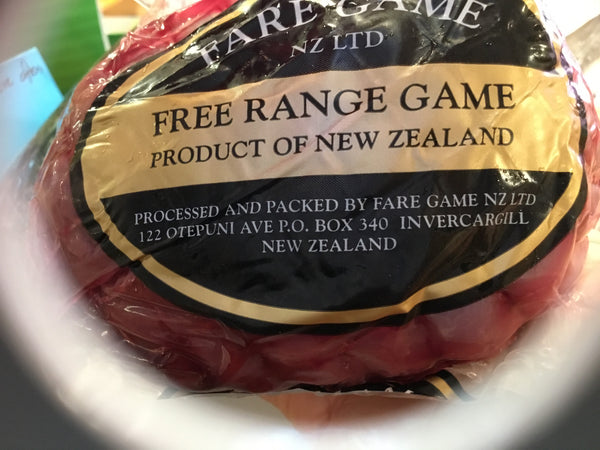 FARE GAME
NZ LTD
FREE RANGE GAME
PRODUCT OF NEW ZEALAND
PROCESSED AND PACKED BY FARE GAME NZ LTD
122 OTEPUNI AVE P.O. BOX 340 INVERCARGILL
NEW ZEALAND